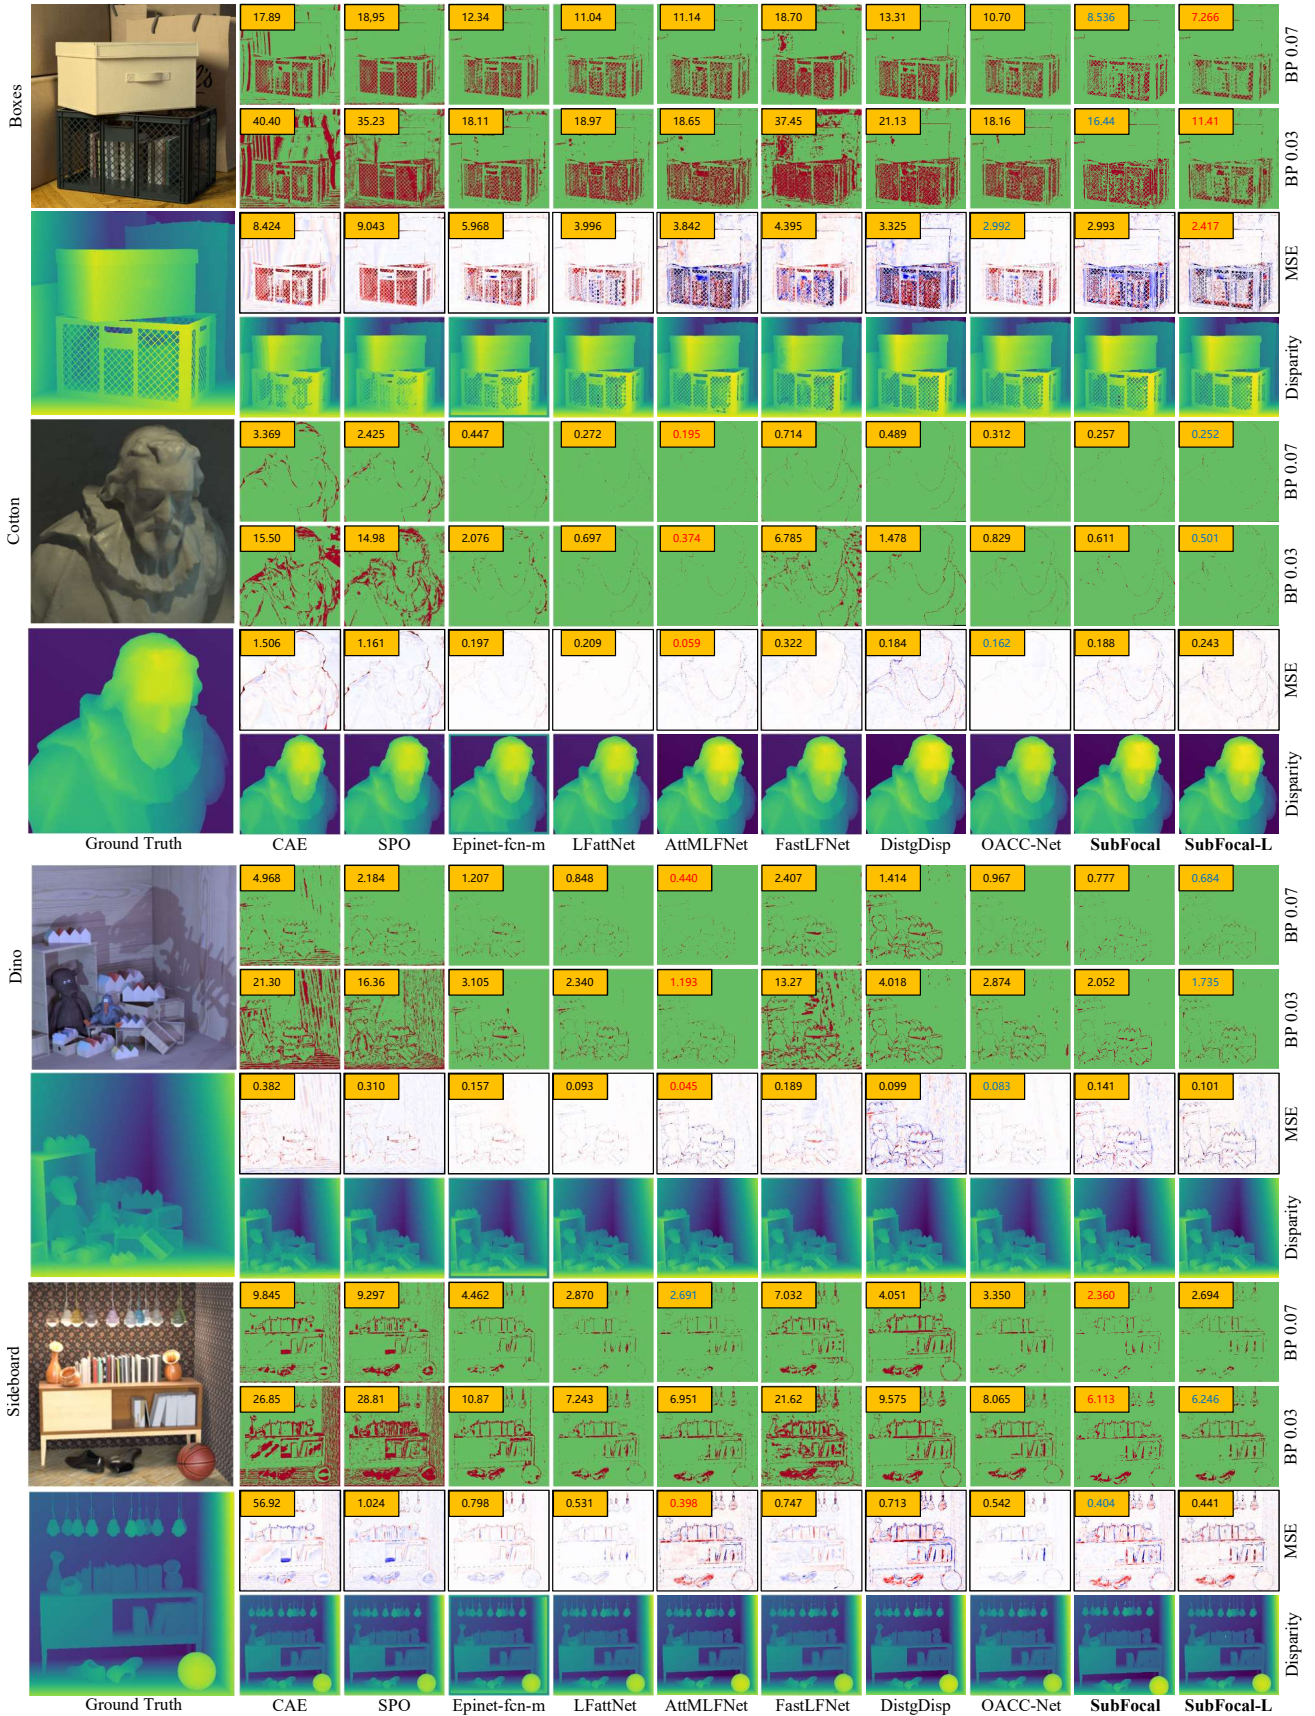 Boxes
17.89 18,95 12.34 11.04 11.14 18.70 13.31 10.70 8.536 7.266 BP 0.07
40.40 35.23 18.11 18.97 18.65 37.45 21.13 18.16 16.44 11.41 BP 0.03
8.424 9.043 5.968 3.996 3.842 4.395 3.325 2.992 2.993 2.417 MSE
Disparity
Cotton
3.369 2.425 0.447 0.272 0.195 0.714 0.489 0.312 0.257 0.252 BP 0.07
15.50 14.98 2.076 0.697 0.374 6.785 1.478 0.829 0.611 0.501 BP 0.03
1.506 1.161 0.197 0.209 0.059 0.322 0.184 0.162 0.188 0.243 MSE
Disparity
Ground Truth CAE SPO Epinet-fcn-m LFattNet AttMLFNet FastLFNet DistgDisp OACC-Net SubFocal SubFocal-L
Dino
4.968 2.184 1.207 0.848 0.440 2.407 1.414 0.967 0.777 0.684 BP 0.07
21.30 16.36 3.105 2.340 1.193 13.27 4.018 2.874 2.052 1.735 BP 0.03
0.382 0.310 0.157 0.093 0.045 0.189 0.099 0.083 0.141 0.101 MSE
Disparity
Sideboard
9.845 9.297 4.462 2.870 2.691 7.032 4.051 3.350 2.360 2.694 BP 0.07
26.85 28.81 10.87 7.243 6.951 21.62 9.575 8.065 6.113 6.246 BP 0.03
56.92 1.024 0.798 0.531 0.398 0.747 0.713 0.542 0.404 0.441 MSE
Disparity
Ground Truth CAE SPO Epinet-fcn-m LFattNet AttMLFNet FastLFNet DistgDisp OACC-Net SubFocal SubFocal-L